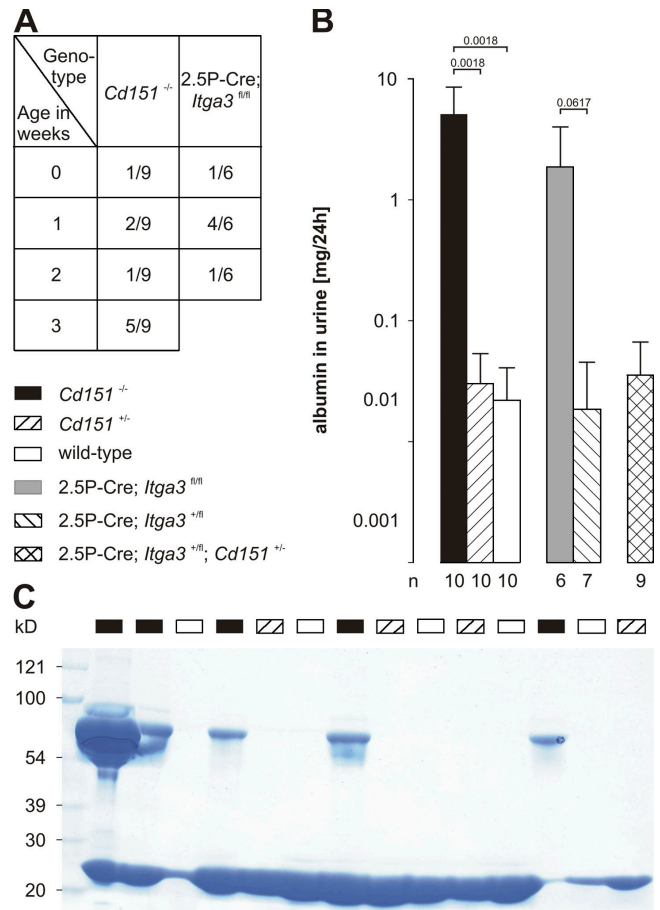 A
Geno-
type
Age in
weeks
Cd151 -/-
2.5P-Cre;
Itga3 fl/fl
0 1/9 1/6
1 2/9 4/6
2 1/9 1/6
3 5/9
Cd151 -/-
Cd151 +/-
wild-type
2.5P-Cre; Itga3 fl/fl
2.5P-Cre; Itga3 +/fl
2.5P-Cre; Itga3 +/fl; Cd151 +/-
B
albumin in urine [mg/24h]
10
1
0.1
0.01
0.001
0.0018
0.0018
0.0617
n 10 10 10 6 7 9
C
kD
121
100
54
39
30
20